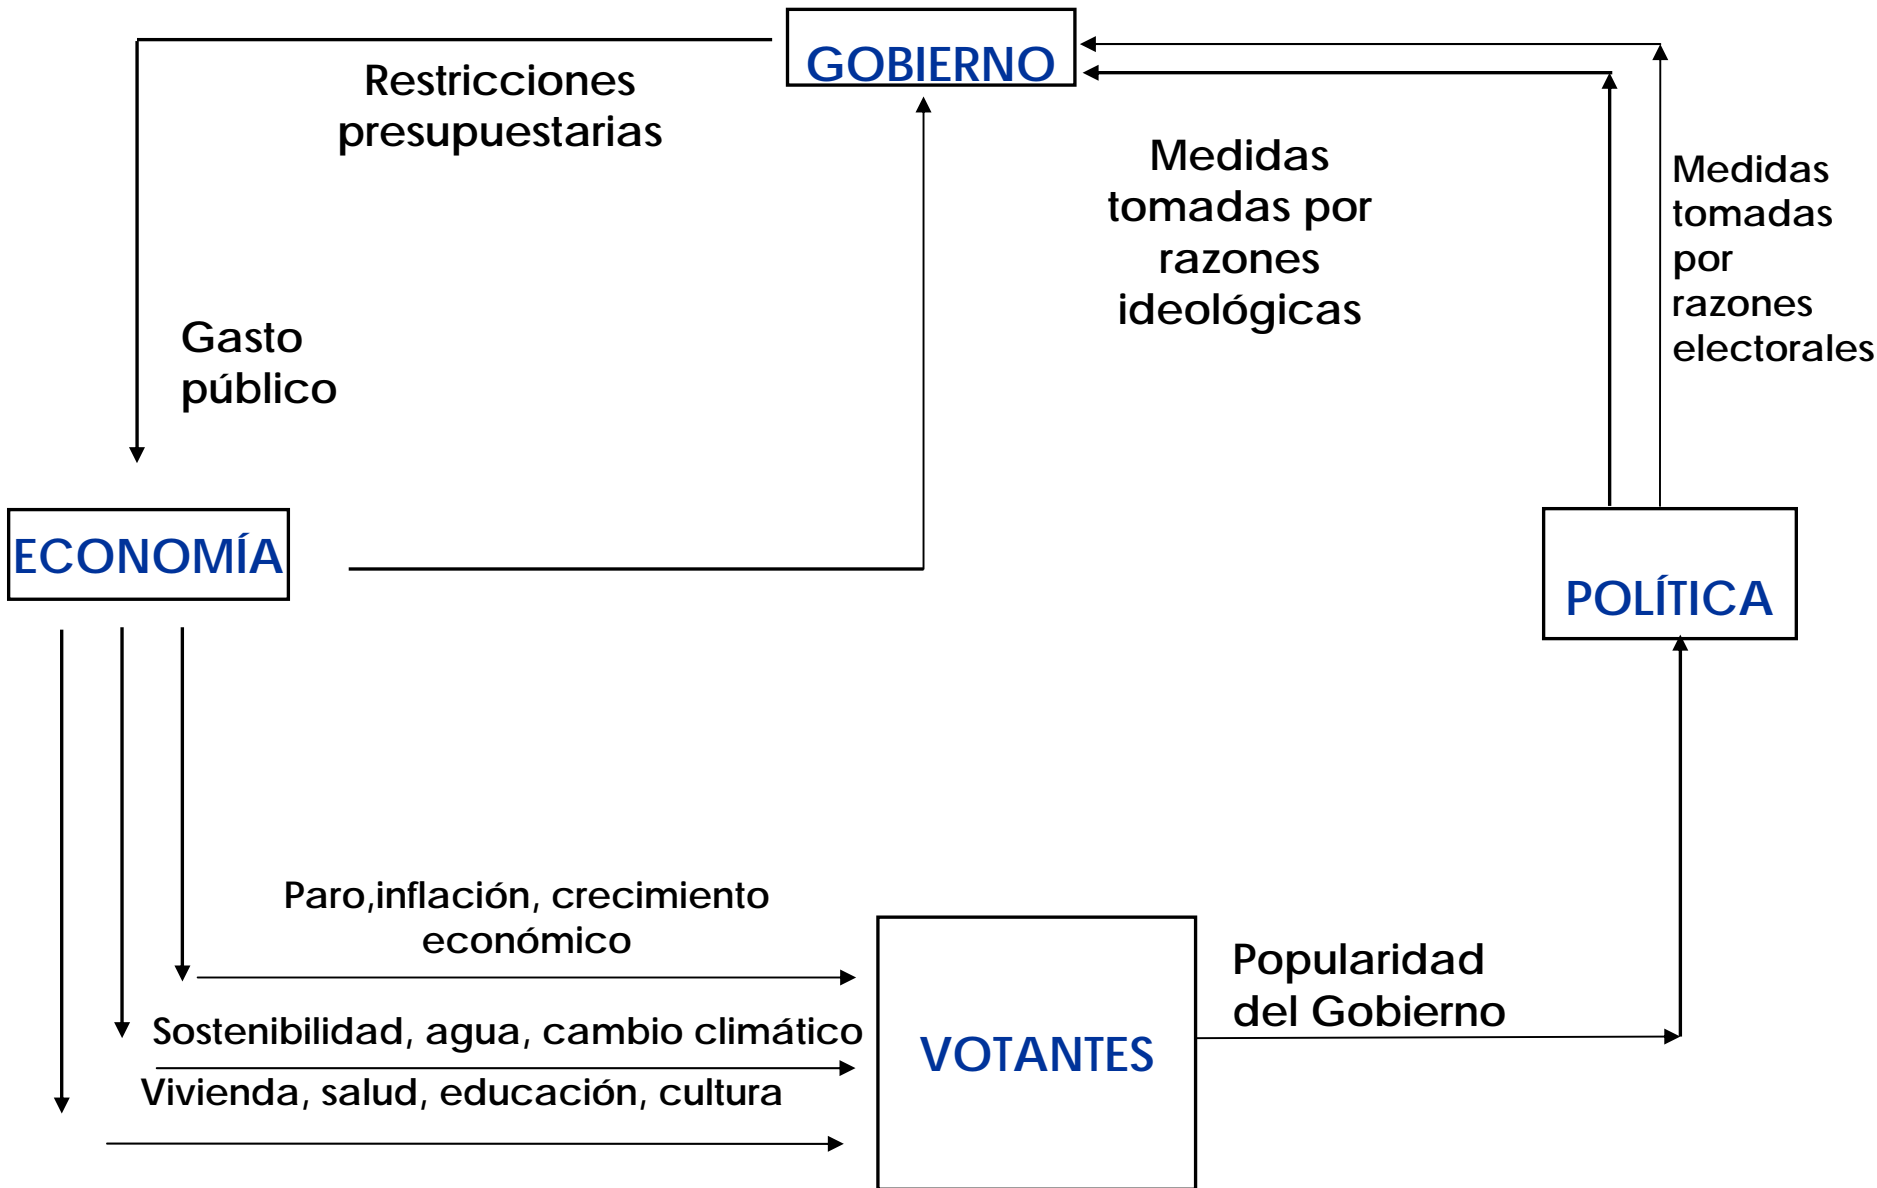 GOBIERNO
Restricciones
presupuestarias
Medidas
tomadas por
razones
ideológicas
Medidas
tomadas
por
razones
electorales
Gasto
público
ECONOMÍA
POLÍTICA
Paro,inflación, crecimiento
económico
Sostenibilidad, agua, cambio climático
Vivienda, salud, educación, cultura
VOTANTES
Popularidad
del Gobierno